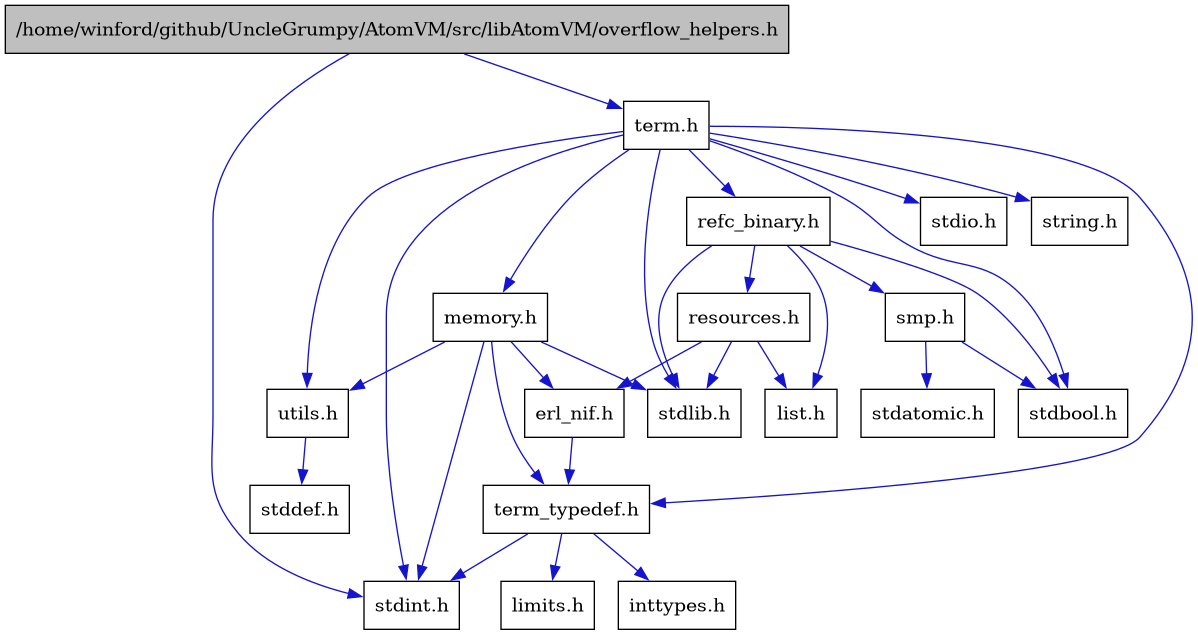 /home/winford/github/UncleGrumpy/AtomVM/src/libAtomVM/overflow_helpers.h
term.h
refc_binary.h
stdio.h
string.h
memory.h
resources.h
smp.h
utils.h
erl_nif.h
stdlib.h
list.h
stdatomic.h
stdbool.h
stddef.h
term_typedef.h
stdint.h
limits.h
inttypes.h